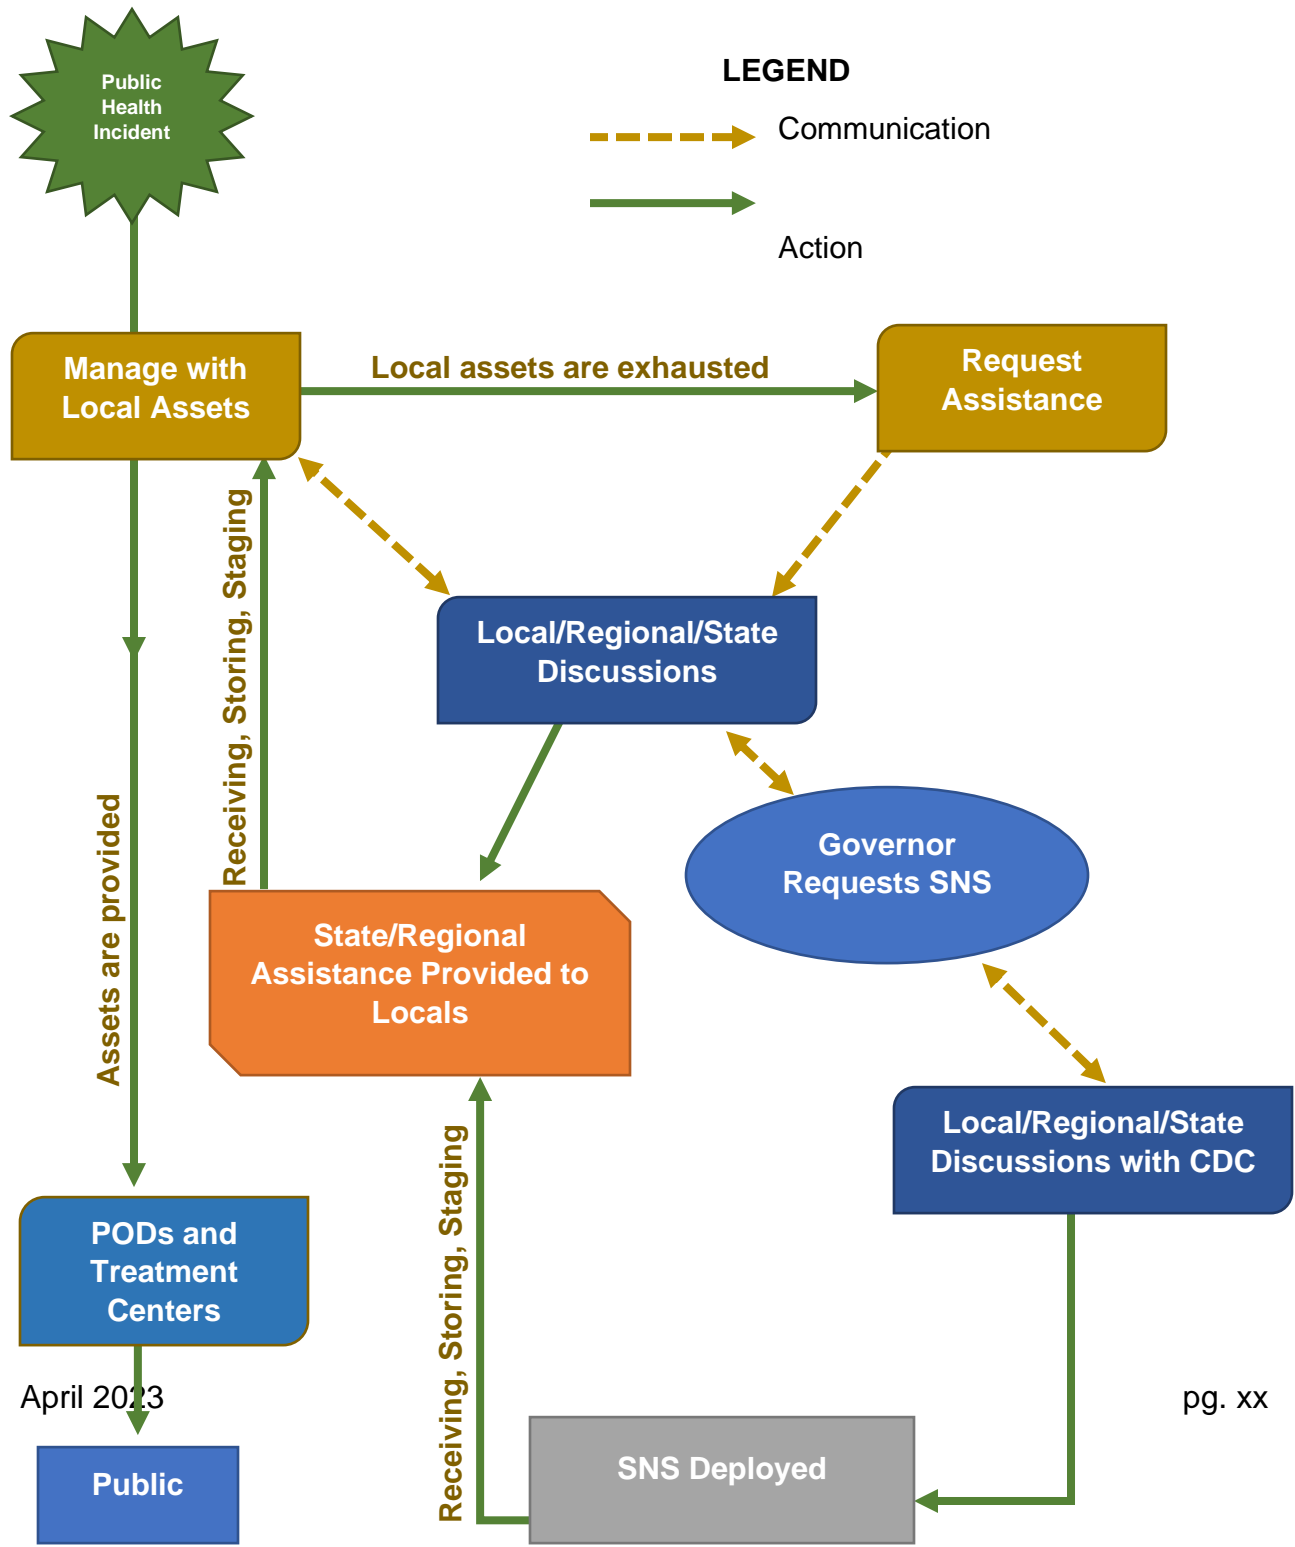 Public
Health
Incident
LEGEND
Communication
Action
Manage with
Local Assets
Local assets are exhausted
Request
Assistance
Receiving, Storing, Staging
Local/Regional/State
Discussions
Assets are provided
Governor
Requests SNS
State/Regional
Assistance Provided to
Locals
Local/Regional/State
Discussions with CDC
Receiving, Storing, Staging
PODs and
Treatment
Centers
April 2023
pg. xx
SNS Deployed
Public